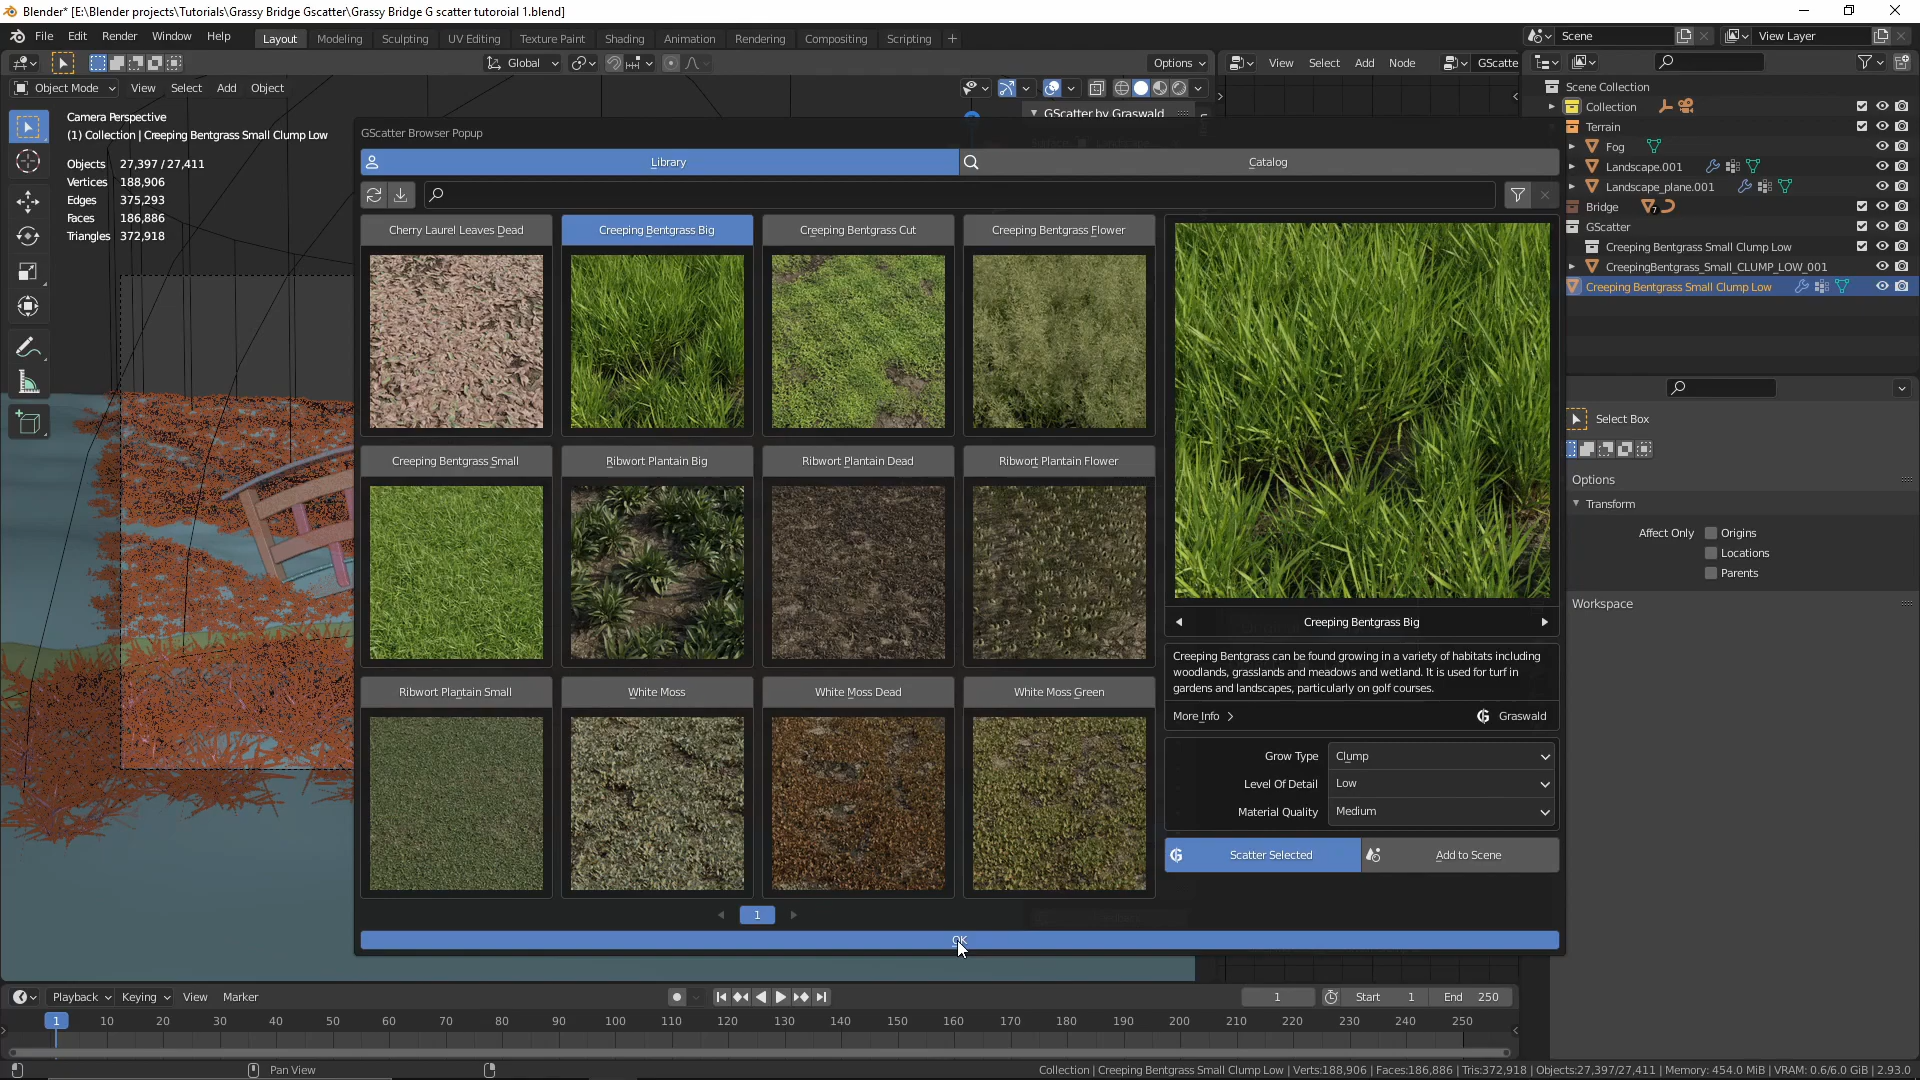 Blender* [E:\Blender projects\Tutorials\Grassy Bridge Gscatter\Grassy Bridge G scatter tutoroial 1.blend]
File Edit Render Window Help Layout Modeling Sculpting UV Editing Texture Paint Shading Animation Rendering Compositing Scripting + Scene View Layer
Global Options View Select Add Node GScatte
Object Mode View Select Add Object
Camera Perspective
(1) Collection | Creeping Bentgrass Small Clump Low
Objects 27,397 / 27,411
Vertices 188,906
Edges 375,293
Faces 186,886
Triangles 372,918
GScatter by Graswald
GScatter Browser Popup
Library Catalog
Cherry Laurel Leaves Dead Creeping Bentgrass Big Creeping Bentgrass Cut Creeping Bentgrass Flower
Creeping Bentgrass Small Ribwort Plantain Big Ribwort Plantain Dead Ribwort Plantain Flower
Ribwort Plantain Small White Moss White Moss Dead White Moss Green
1
OK
Creeping Bentgrass Big
Creeping Bentgrass can be found growing in a variety of habitats including
woodlands, grasslands and meadows and wetland. It is used for turf in
gardens and landscapes, particularly on golf courses.
More Info Graswald
Grow Type Clump
Level Of Detail Low
Material Quality Medium
Scatter Selected Add to Scene
Scene Collection
Collection
Terrain
Fog
Landscape.001
Landscape_plane.001
Bridge 7
GScatter
Creeping Bentgrass Small Clump Low
CreepingBentgrass_Small_CLUMP_LOW_001
Creeping Bentgrass Small Clump Low
Select Box
Options
Transform
Affect Only Origins
Locations
Parents
Workspace
Playback Keying View Marker 1 Start 1 End 250
1 10 20 30 40 50 60 70 80 90 100 110 120 130 140 150 160 170 180 190 200 210 220 230 240 250
Pan View Collection | Creeping Bentgrass Small Clump Low | Verts:188,906 | Faces:186,886 | Tris:372,918 | Objects:27,397/27,411 | Memory: 454.0 MiB | VRAM: 0.6/6.0 GiB | 2.93.0